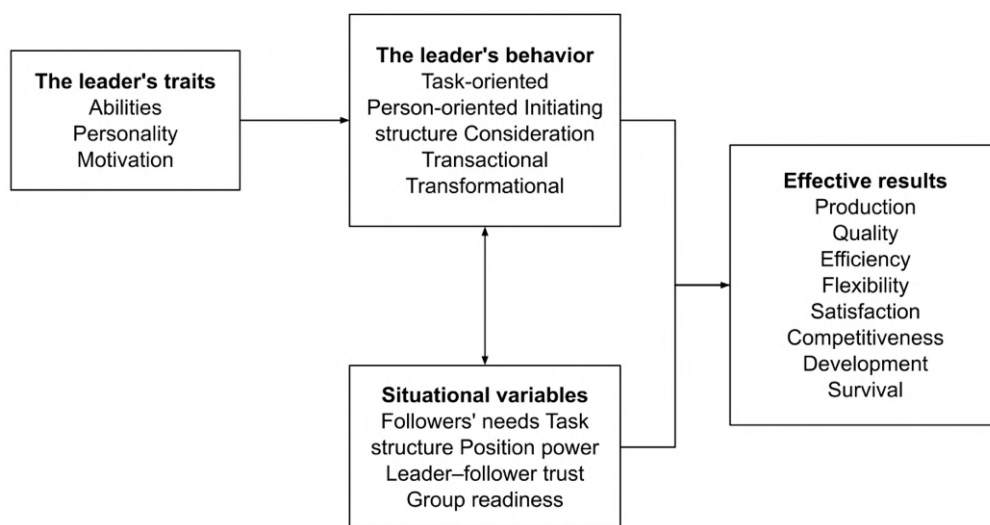 The leader's traits
Abilities
Personality
Motivation
The leader's behavior
Task-oriented
Person-oriented Initiating
structure Consideration
Transactional
Transformational
Situational variables
Followers' needs Task
structure Position power
Leader–follower trust
Group readiness
Effective results
Production
Quality
Efficiency
Flexibility
Satisfaction
Competitiveness
Development
Survival